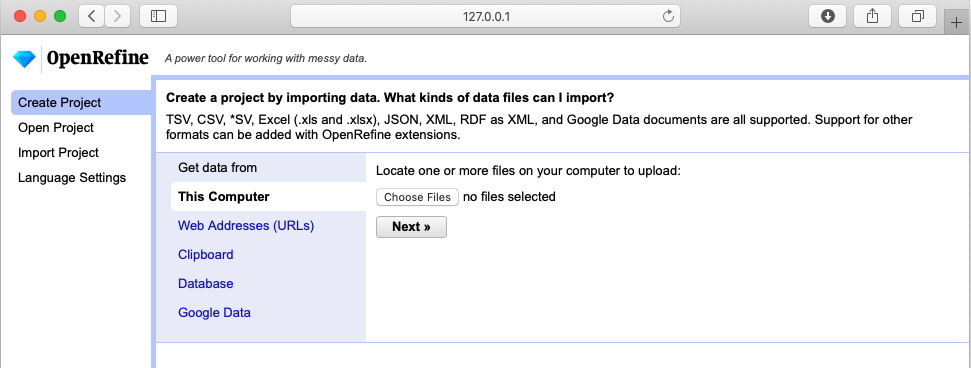 127.0.0.1
OpenRefine
A power tool for working with messy data.
Create Project
Open Project
Import Project
Language Settings
Create a project by importing data. What kinds of data files can I import?
TSV, CSV, *SV, Excel (.xls and .xlsx), JSON, XML, RDF as XML, and Google Data documents are all supported. Support for other
formats can be added with OpenRefine extensions.
Get data from
This Computer
Web Addresses (URLs)
Clipboard
Database
Google Data
Locate one or more files on your computer to upload:
Choose Files no files selected
Next »